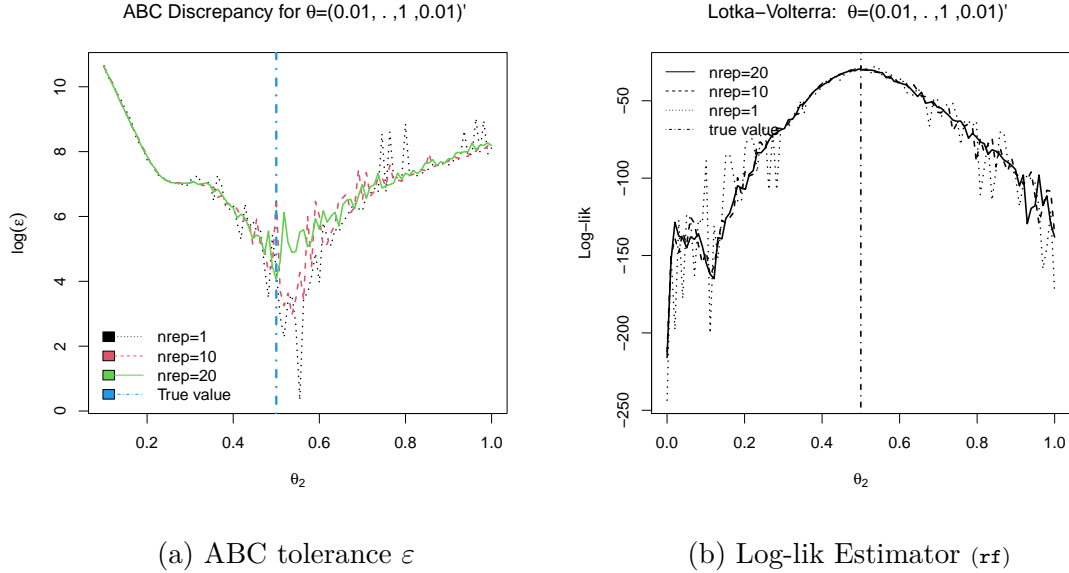 ABC Discrepancy for θ=(0.01, . ,1 ,0.01)'
log(ε)
10
8
6
4
2
0
nrep=1
nrep=10
nrep=20
True value
0.2 0.4 0.6 0.8 1.0
θ2
(a) ABC tolerance ε
Lotka−Volterra: θ=(0.01, . ,1 ,0.01)'
Log−lik
−50
−100
−150
−200
−250
nrep=20
nrep=10
nrep=1
true value
0.0 0.2 0.4 0.6 0.8 1.0
θ2
(b) Log-lik Estimator (rf)